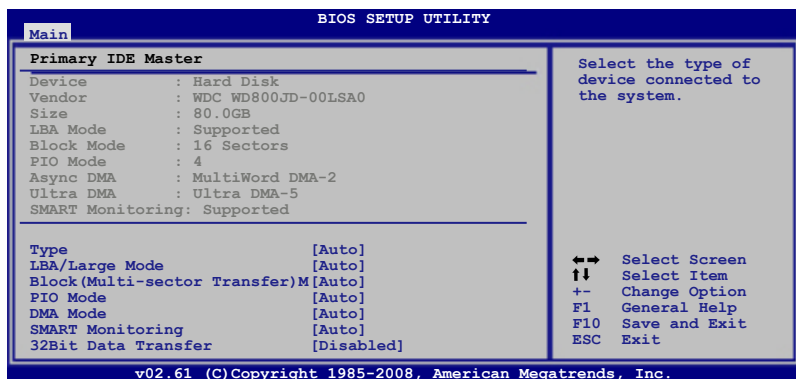 BIOS SETUP UTILITY
Main
Primary IDE Master
Device : Hard Disk
Vendor : WDC WD800JD-00LSA0
Size : 80.0GB
LBA Mode : Supported
Block Mode : 16 Sectors
PIO Mode : 4
Async DMA : MultiWord DMA-2
Ultra DMA : Ultra DMA-5
SMART Monitoring: Supported
Type [Auto]
LBA/Large Mode [Auto]
Block(Multi-sector Transfer)M[Auto]
PIO Mode [Auto]
DMA Mode [Auto]
SMART Monitoring [Auto]
32Bit Data Transfer [Disabled]
Select the type of
device connected to
the system.
←→ Select Screen
↑↓ Select Item
+- Change Option
F1 General Help
F10 Save and Exit
ESC Exit
v02.61 (C)Copyright 1985-2008, American Megatrends, Inc.